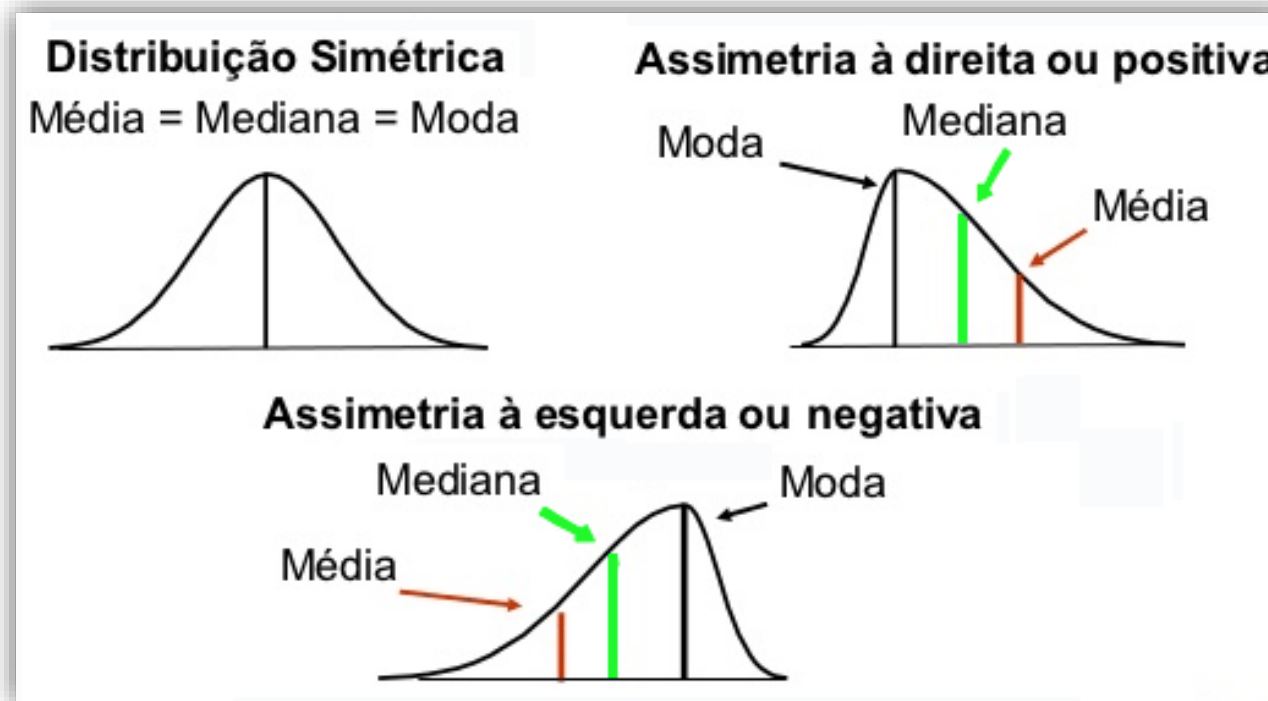 Distribuição Simétrica
Média = Mediana = Moda
Assimetria à direita ou positiva
Mediana
Moda
Média
Assimetria à esquerda ou negativa
Mediana
Moda
Média